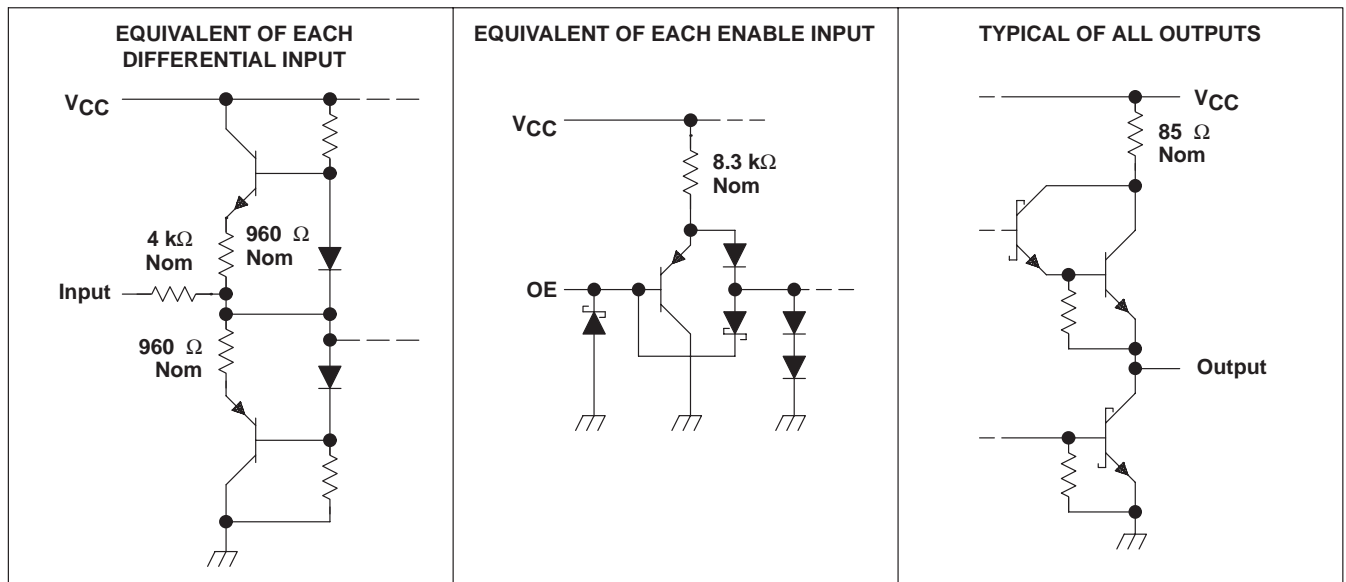 EQUIVALENT OF EACH
DIFFERENTIAL INPUT
VCC
4 kΩ
Nom
960 Ω
Nom
Input
960 Ω
Nom
EQUIVALENT OF EACH ENABLE INPUT
VCC
8.3 kΩ
Nom
OE
TYPICAL OF ALL OUTPUTS
VCC
85 Ω
Nom
Output